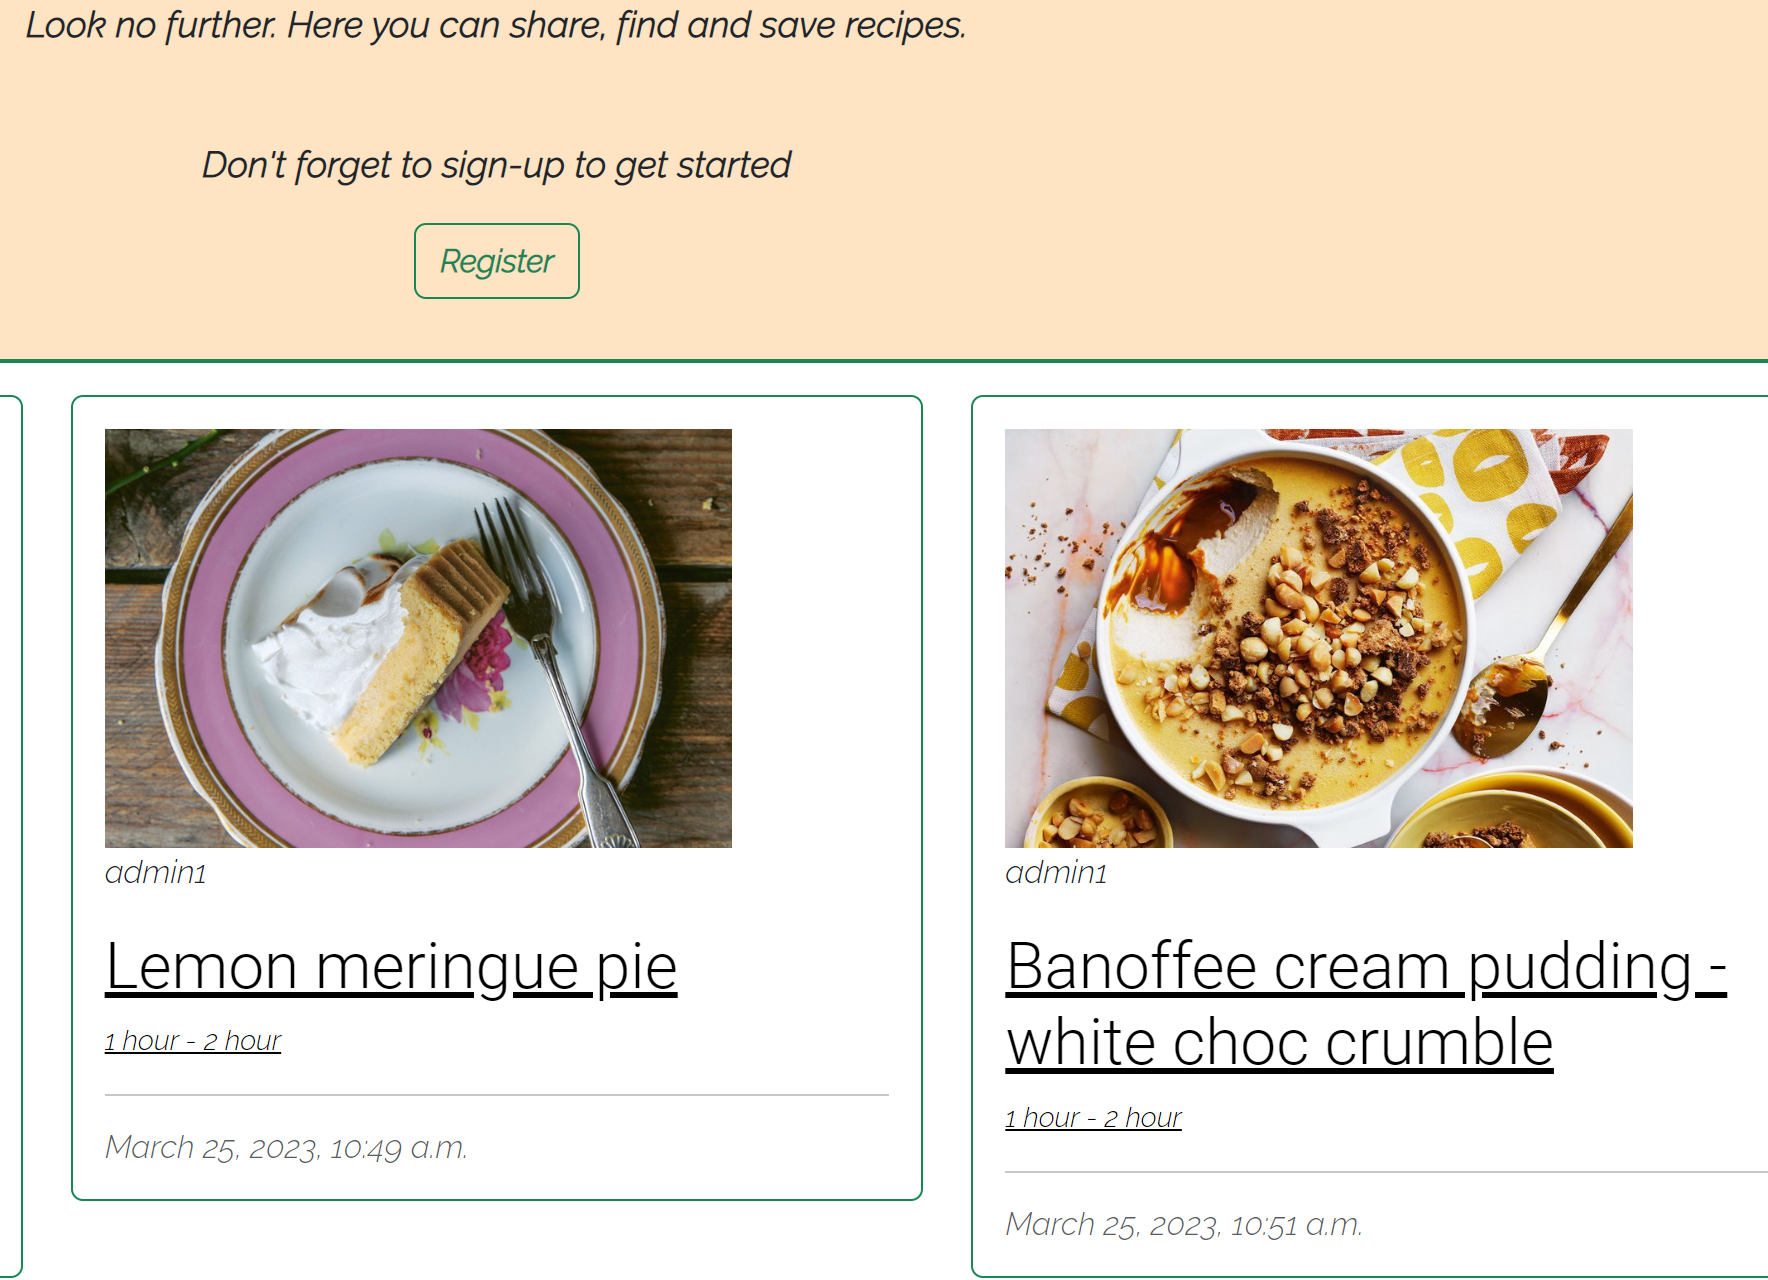 Look no further. Here you can share, find and save recipes.
Don't forget to sign-up to get started
Register
admin1
Lemon meringue pie
1 hour - 2 hour
March 25, 2023, 10:49 a.m.
admin1
Banoffee cream pudding -
white choc crumble
1 hour - 2 hour
March 25, 2023, 10:51 a.m.